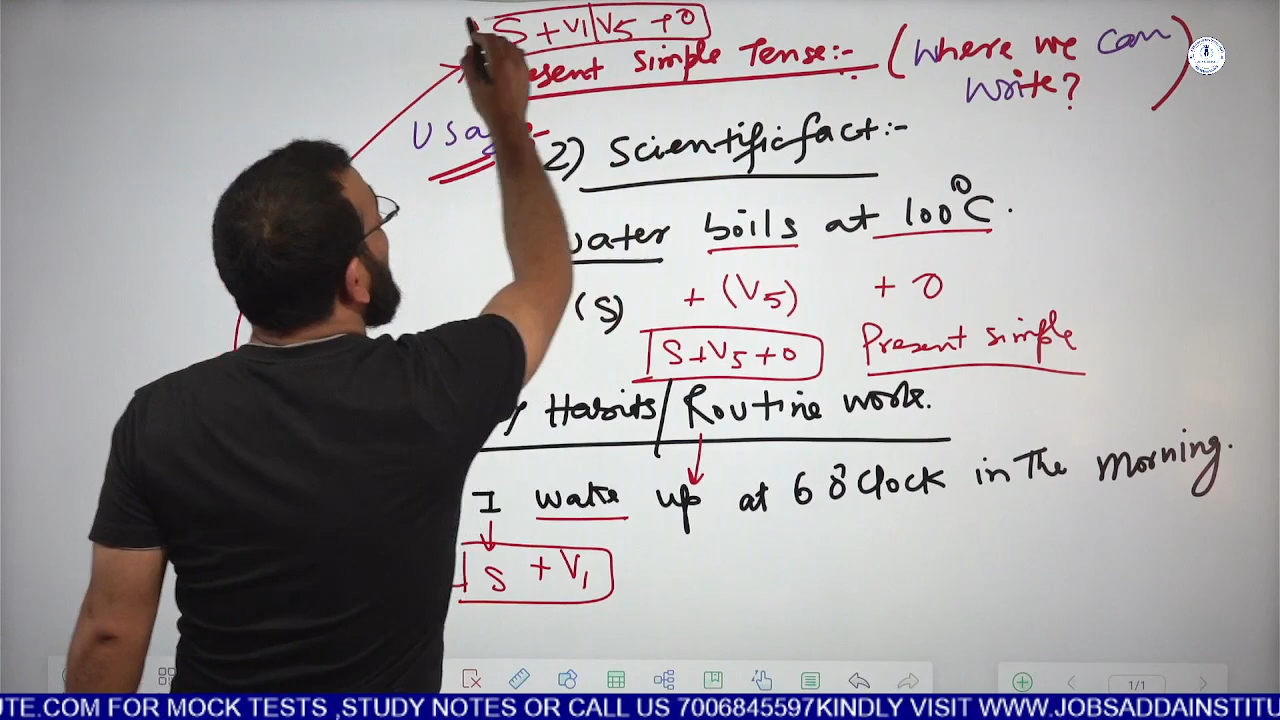 S + V1 | V5 + O
Present Simple Tense:- (Where we can
write?
Usage:-
2) Scientific fact:-
water boils at 100°C.
(S) + (V5) + O
S + V5 + O Present simple
Habits / Routine work.
I wake up at 6 O'Clock in the morning.
S + V1
1/1
UTE.COM FOR MOCK TESTS ,STUDY NOTES OR CALL US 7006845597KINDLY VISIT WWW.JOBSADDAINSTITU